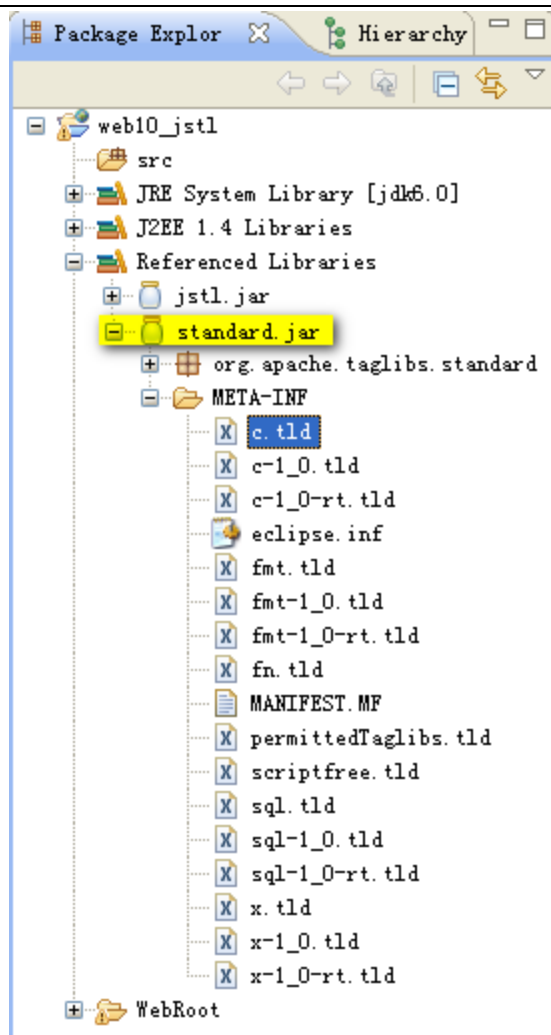 Package Explor Hierarchy
web10_jstl
src
JRE System Library [jdk6.0]
J2EE 1.4 Libraries
Referenced Libraries
jstl.jar
standard.jar
org.apache.taglibs.standard
META-INF
c.tld
c-1_0.tld
c-1_0-rt.tld
eclipse.inf
fmt.tld
fmt-1_0.tld
fmt-1_0-rt.tld
fn.tld
MANIFEST.MF
permittedTaglibs.tld
scriptfree.tld
sql.tld
sql-1_0.tld
sql-1_0-rt.tld
x.tld
x-1_0.tld
x-1_0-rt.tld
WebRoot